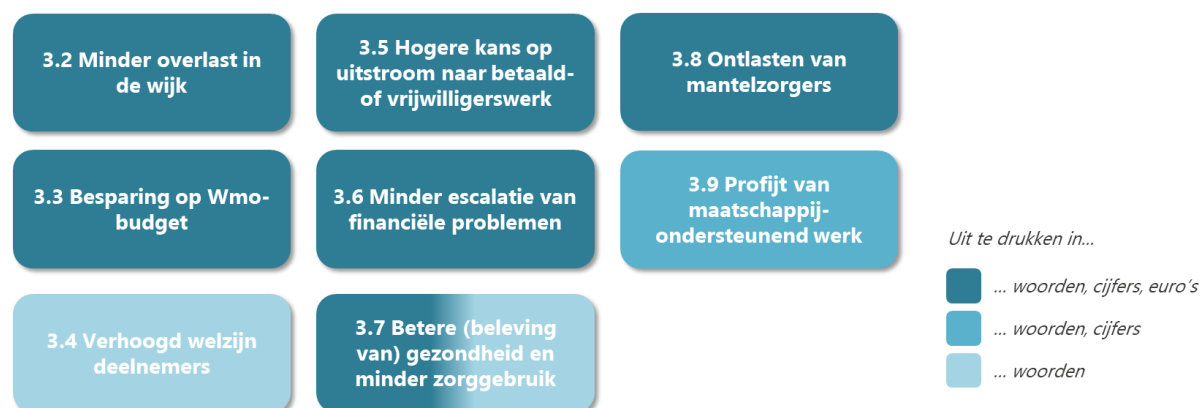 3.2 Minder overlast in
de wijk
3.5 Hogere kans op
uitstroom naar betaald-
of vrijwilligerswerk
3.8 Ontlasten van
mantelzorgers
3.3 Besparing op Wmo-
budget
3.6 Minder escalatie van
financiële problemen
3.9 Profijt van
maatschappij-
ondersteunend werk
3.4 Verhoogd welzijn
deelnemers
3.7 Betere (beleving
van) gezondheid en
minder zorggebruik
Uit te drukken in...
... woorden, cijfers, euro's
... woorden, cijfers
... woorden